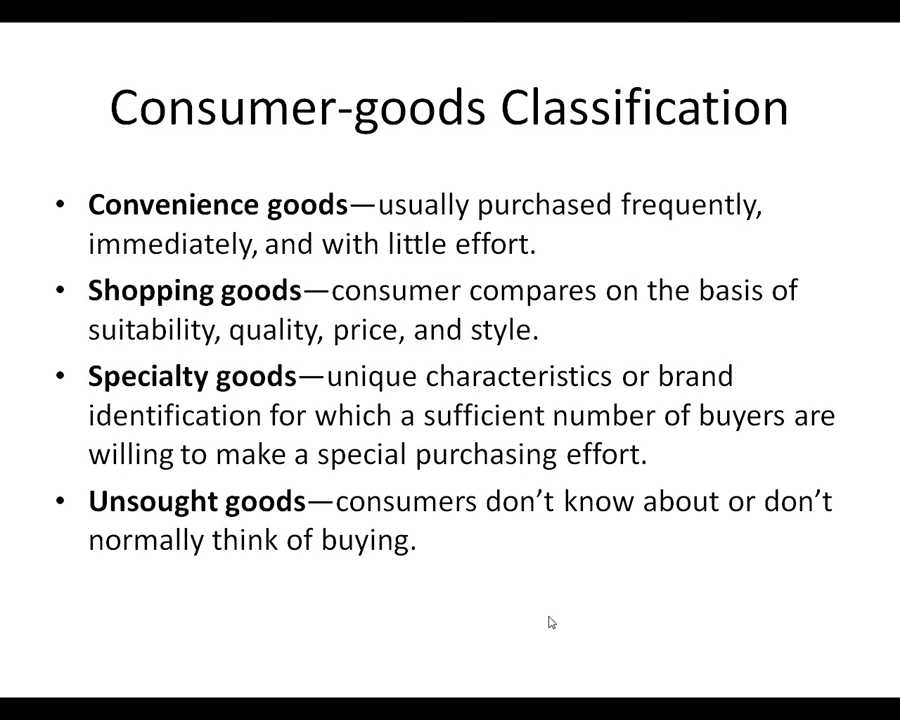 Consumer-goods Classification
• Convenience goods—usually purchased frequently,
immediately, and with little effort.
• Shopping goods—consumer compares on the basis of
suitability, quality, price, and style.
• Specialty goods—unique characteristics or brand
identification for which a sufficient number of buyers are
willing to make a special purchasing effort.
• Unsought goods—consumers don’t know about or don’t
normally think of buying.